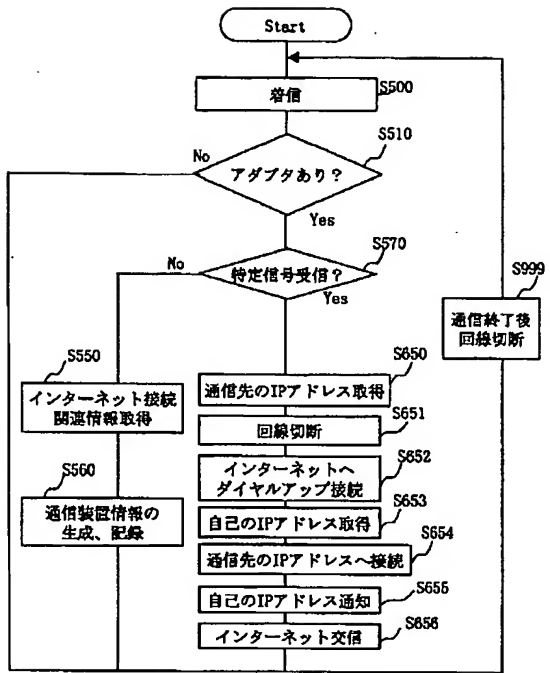 Start
着信
S500
S510
No
アダプタあり?
Yes
S570
No
特定信号受信?
Yes
S999
通信終了後
回線切断
S550
インターネット接続
関連情報取得
S560
通信装置情報の
生成、記録
S650
通信先のIPアドレス取得
S651
回線切断
S652
インターネットへ
ダイヤルアップ接続
S653
自己のIPアドレス取得
S654
通信先のIPアドレスへ接続
S655
自己のIPアドレス通知
S656
インターネット交信